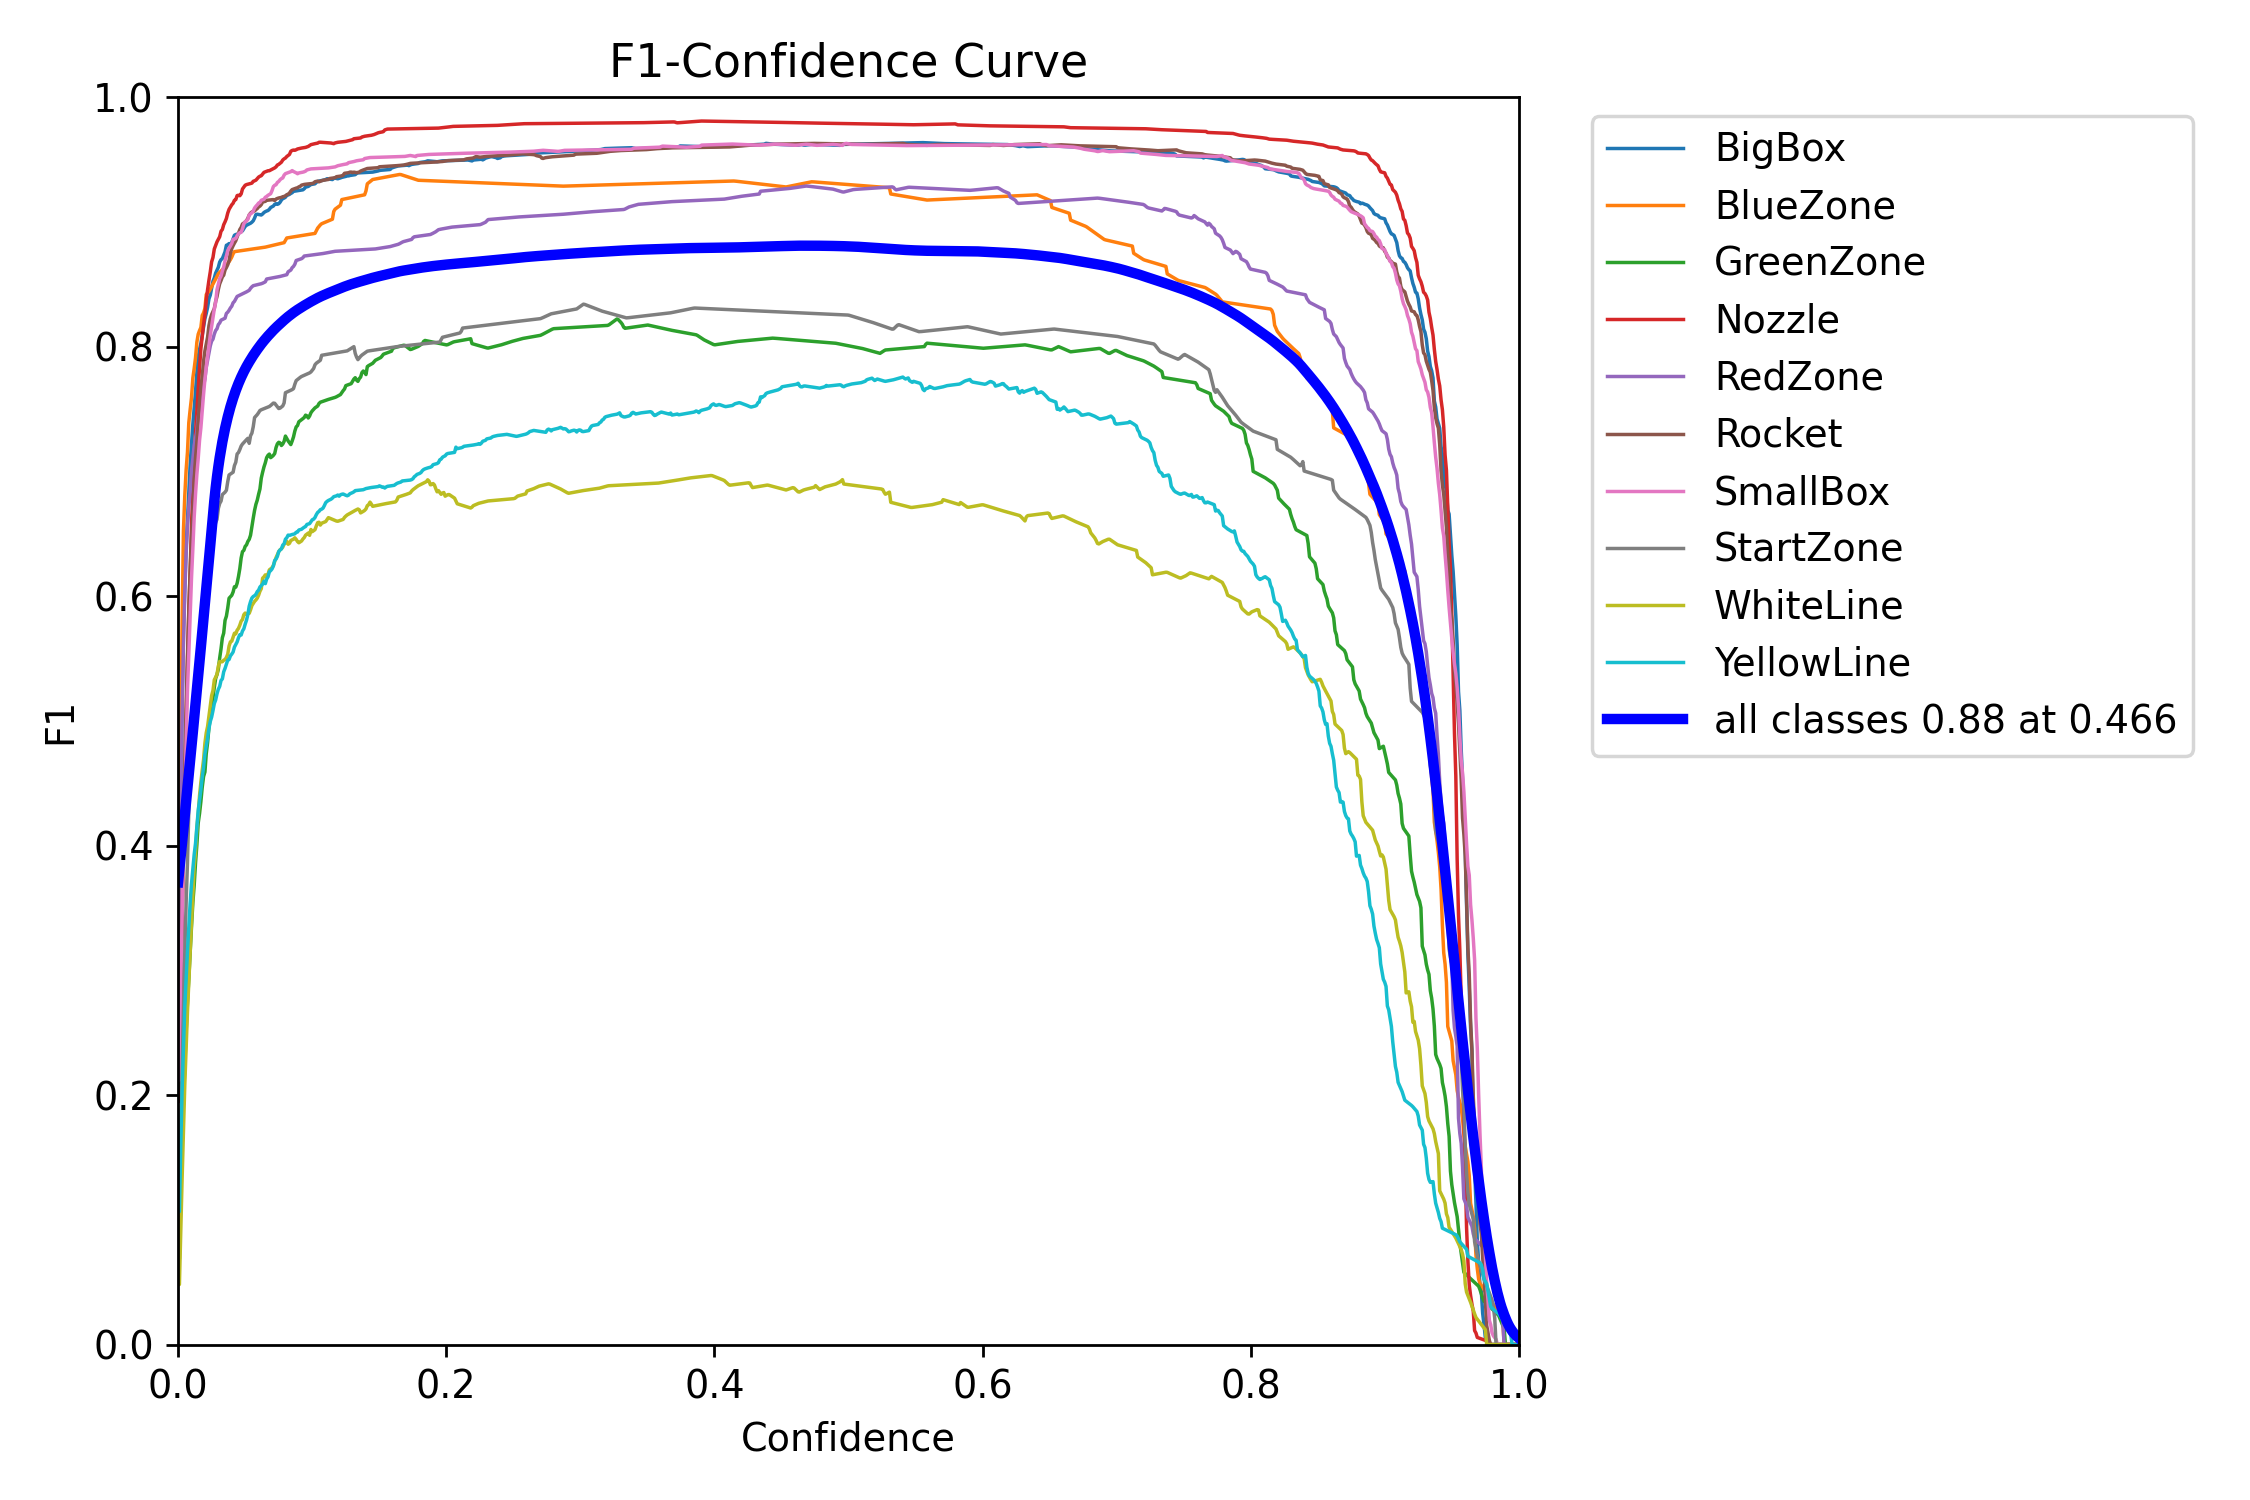 F1-Confidence Curve
1.0
0.8
0.6
0.4
0.2
0.0
F1
0.0 0.2 0.4 0.6 0.8 1.0
Confidence
BigBox
BlueZone
GreenZone
Nozzle
RedZone
Rocket
SmallBox
StartZone
WhiteLine
YellowLine
all classes 0.88 at 0.466